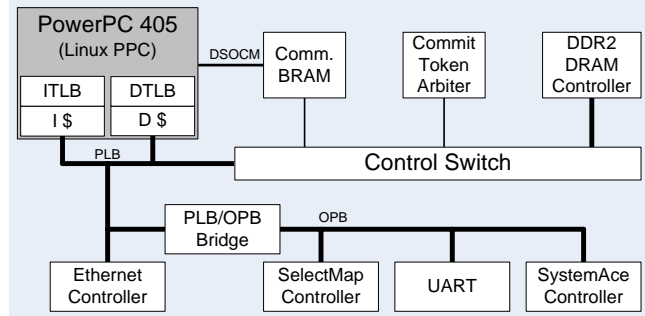 PowerPC 405
(Linux PPC)
ITLB
DTLB
I $
D $
DSOCM
Comm.
BRAM
Commit
Token
Arbiter
DDR2
DRAM
Controller
PLB
Control Switch
PLB/OPB
Bridge
OPB
Ethernet
Controller
SelectMap
Controller
UART
SystemAce
Controller